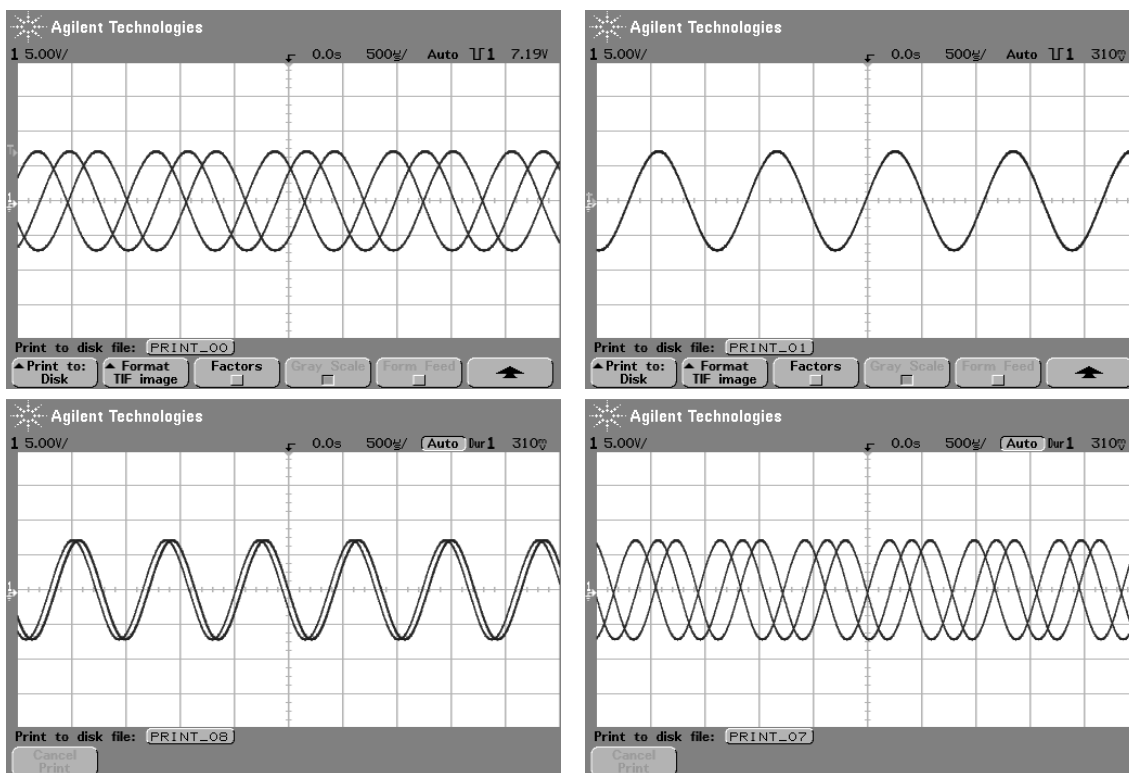 Agilent Technologies
1 5.00V/ 0.0s 500㎲/ Auto 1 7.19V
Print to disk file: PRINT_00
Print to: Disk Format TIF image Factors Gray Scale Form Feed
Agilent Technologies
1 5.00V/ 0.0s 500㎲/ Auto 1 310mV
Print to disk file: PRINT_01
Print to: Disk Format TIF image Factors Gray Scale Form Feed
Agilent Technologies
1 5.00V/ 0.0s 500㎲/ Auto Dur 1 310mV
Print to disk file: PRINT_08
Cancel Print
Agilent Technologies
1 5.00V/ 0.0s 500㎲/ Auto Dur 1 310mV
Print to disk file: PRINT_07
Cancel Print